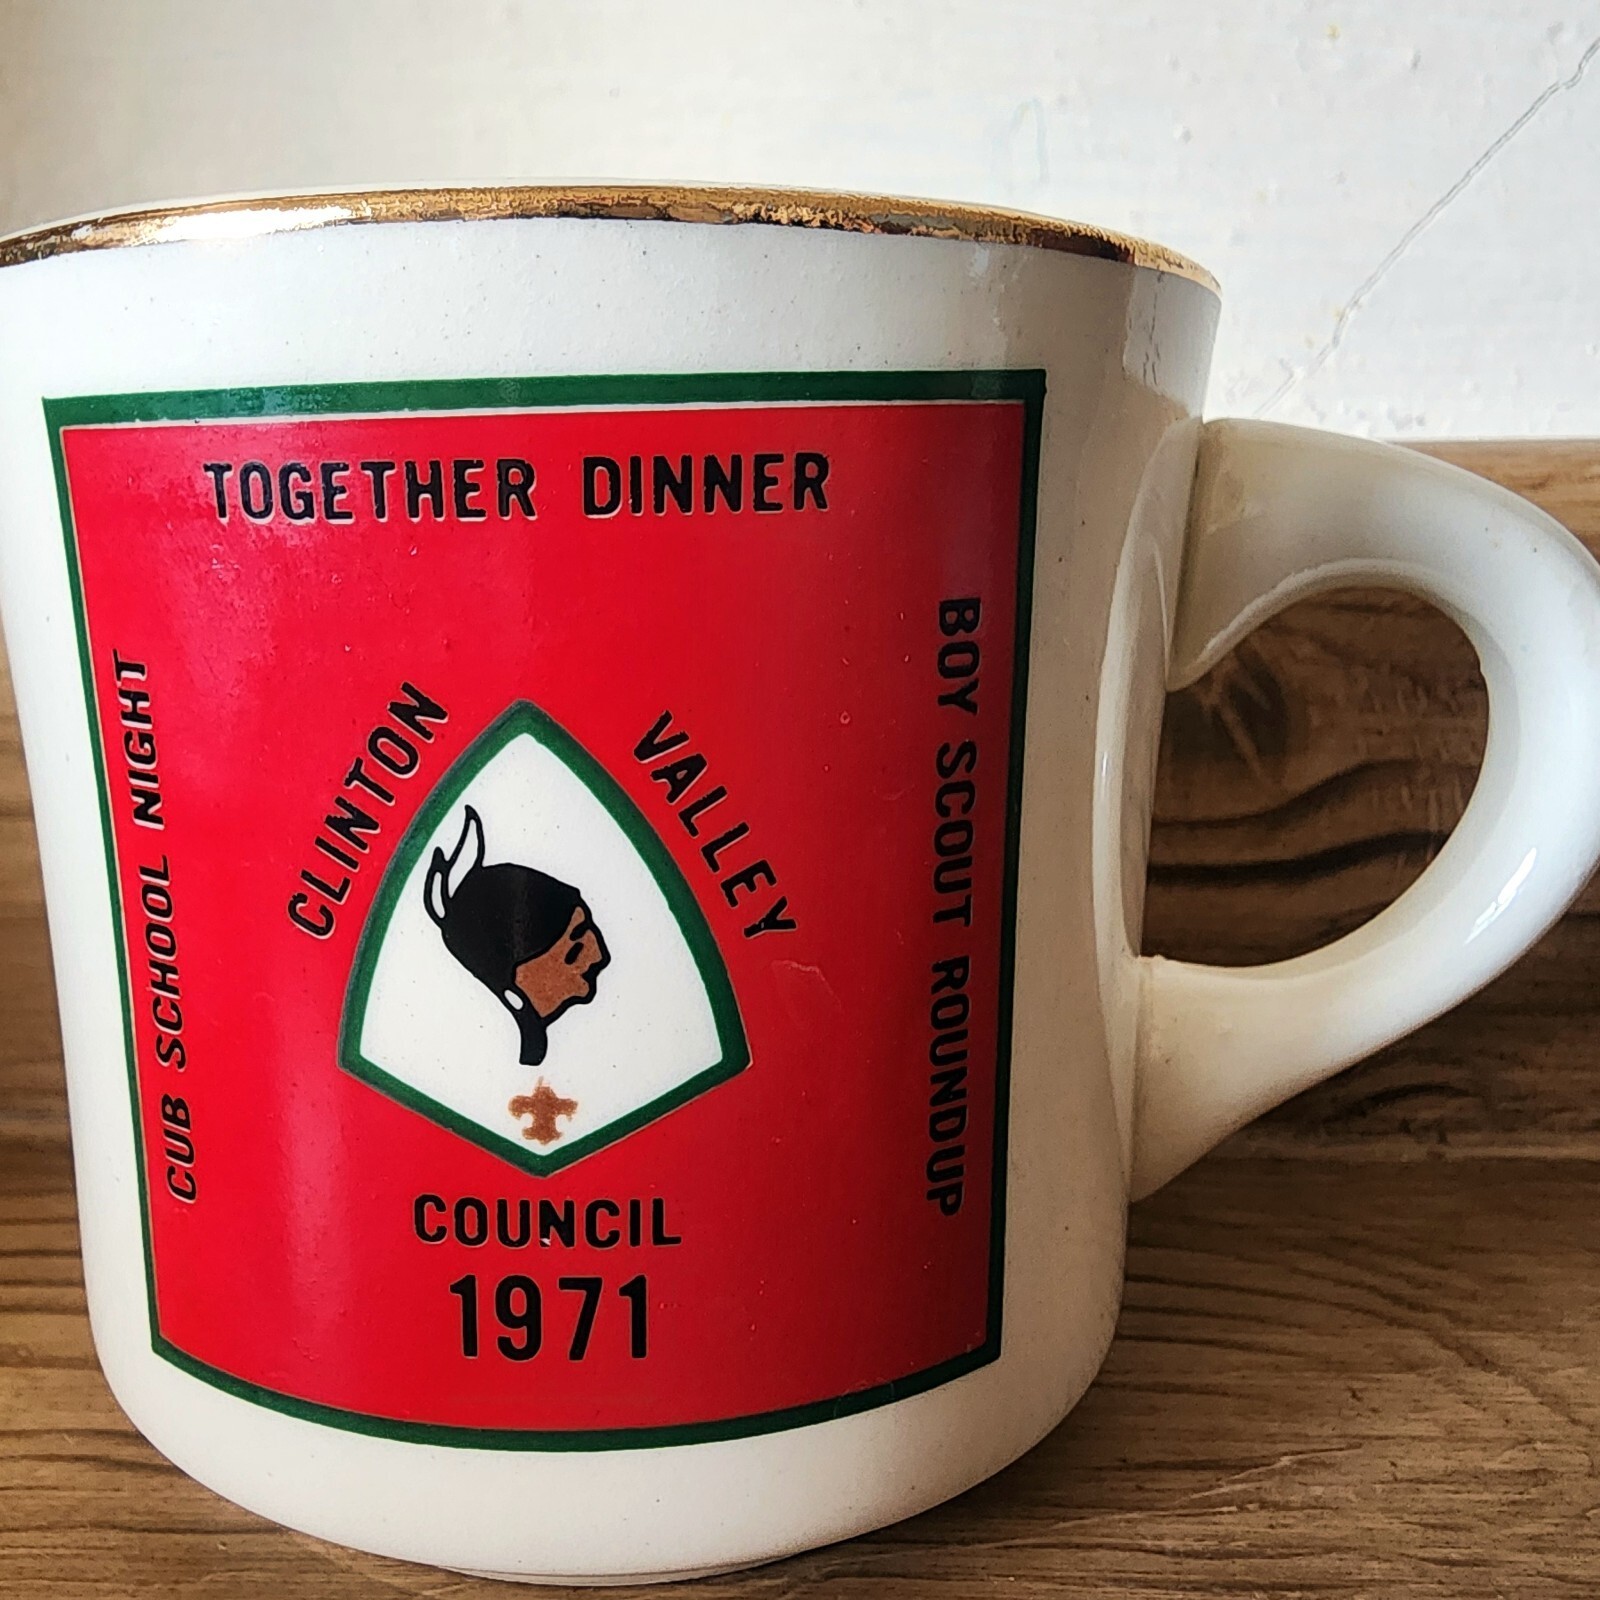 TOGETHER DINNER
CUB SCHOOL NIGHT
CLINTON VALLEY
BOY SCOUT ROUNDUP
COUNCIL
1971